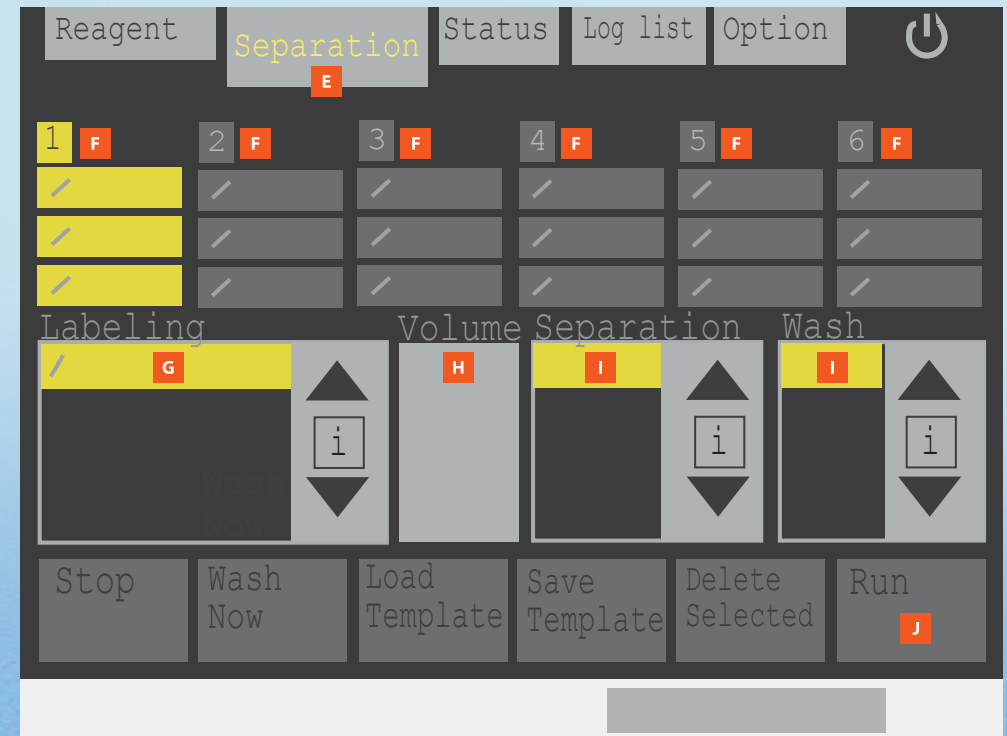 Reagent
Separation
Status
Log list
Option
E
1 F 2 F 3 F 4 F 5 F 6 F
/ / / / / /
/ / / / / /
/ / / / / /
Labeling
Volume
Separation
Wash
/ G
H
I
I
i
i
i
Wash
Now
Stop
Wash
Now
Load
Template
Save
Template
Delete
Selected
Run
J